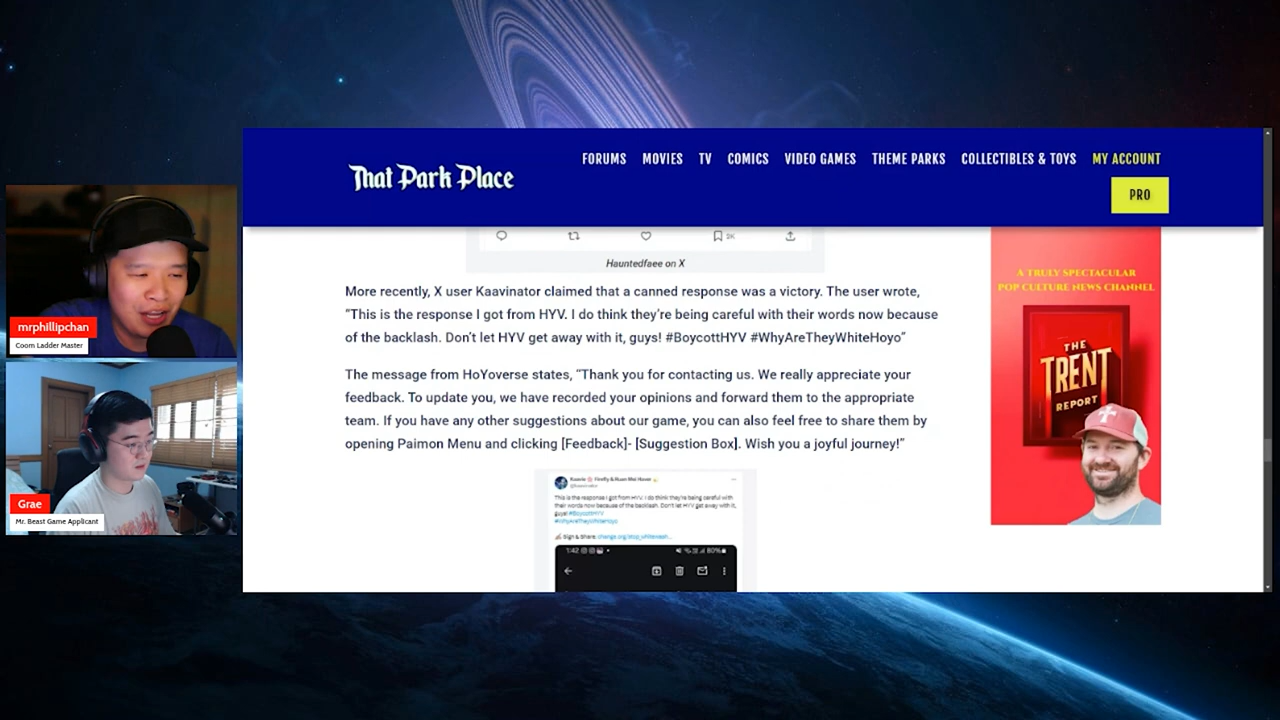 That Park Place
FORUMS MOVIES TV COMICS VIDEO GAMES THEME PARKS COLLECTIBLES & TOYS MY ACCOUNT
PRO
2K
Hauntedfaee on X
More recently, X user Kaavinator claimed that a canned response was a victory. The user wrote,
“This is the response I got from HYV. I do think they’re being careful with their words now because
of the backlash. Don’t let HYV get away with it, guys! #BoycottHYV #WhyAreTheyWhiteHoyo”
The message from HoYoverse states, “Thank you for contacting us. We really appreciate your
feedback. To update you, we have recorded your opinions and forward them to the appropriate
team. If you have any other suggestions about our game, you can also feel free to share them by
opening Paimon Menu and clicking [Feedback]- [Suggestion Box]. Wish you a joyful journey!”
Firefly &
@kaavinator
This is the response I got from HYV. I do think they're being careful with
their words now because of the backlash. Don't let HYV get away with it,
guys! #BoycottHYV
#WhyAreTheyWhiteHoyo
Sign & Share:
1:42
80%
A TRULY SPECTACULAR
POP CULTURE NEWS CHANNEL
THE
TRENT
REPORT
mrphillipchan
Coom Ladder Master
Grae
Mr. Beast Game Applicant